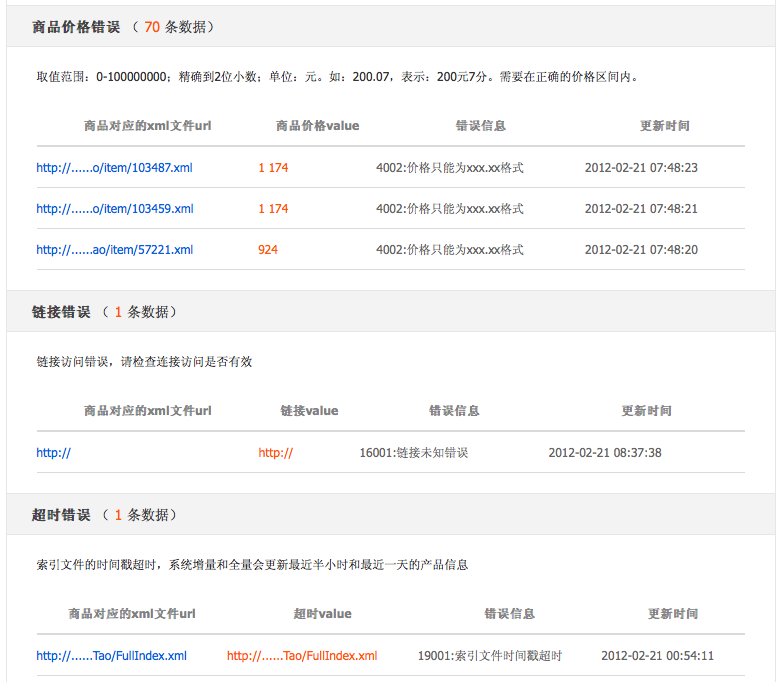 商品价格错误 （ 70 条数据）
取值范围：0-100000000；精确到2位小数；单位：元。如：200.07，表示：200元7分。需要在正确的价格区间内。
商品对应的xml文件url 商品价格value 错误信息 更新时间
http://......o/item/103487.xml 1 174 4002:价格只能为xxx.xx格式 2012-02-21 07:48:23
http://......o/item/103459.xml 1 174 4002:价格只能为xxx.xx格式 2012-02-21 07:48:21
http://......ao/item/57221.xml 924 4002:价格只能为xxx.xx格式 2012-02-21 07:48:20
链接错误 （ 1 条数据）
链接访问错误，请检查连接访问是否有效
商品对应的xml文件url 链接value 错误信息 更新时间
http:// http:// 16001:链接未知错误 2012-02-21 08:37:38
超时错误 （ 1 条数据）
索引文件的时间戳超时，系统增量和全量会更新最近半小时和最近一天的产品信息
商品对应的xml文件url 超时value 错误信息 更新时间
http://......Tao/FullIndex.xml http://......Tao/FullIndex.xml 19001:索引文件时间戳超时 2012-02-21 00:54:11